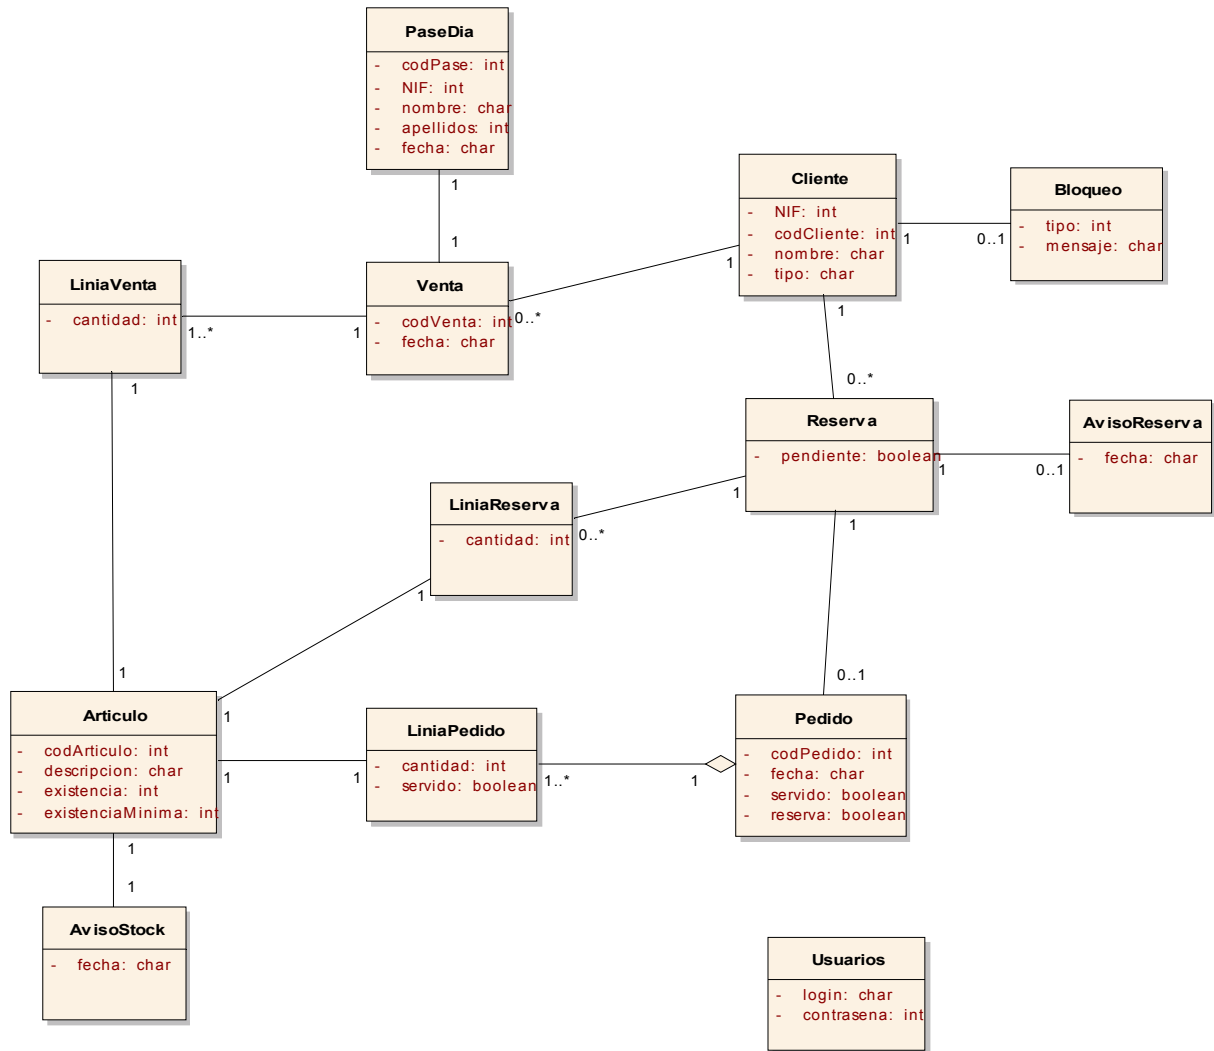 PaseDia
- codPase: int
- NIF: int
- nombre: char
- apellidos: int
- fecha: char
1
1
Cliente
- NIF: int
- codCliente: int
- nombre: char
- tipo: char
1
0..1
Bloqueo
- tipo: int
- mensaje: char
LiniaVenta
- cantidad: int
1..*
1
Venta
- codVenta: int
- fecha: char
0..*
1
1
1
0..*
Reserva
- pendiente: boolean
1
0..1
AvisoReserva
- fecha: char
LiniaReserva
- cantidad: int
0..*
1
1
1
0..1
1
1
Articulo
- codArticulo: int
- descripcion: char
- existencia: int
- existenciaMinima: int
1
1
LiniaPedido
- cantidad: int
- servido: boolean
1..*
1
Pedido
- codPedido: int
- fecha: char
- servido: boolean
- reserva: boolean
1
1
AvisoStock
- fecha: char
Usuarios
- login: char
- contrasena: int